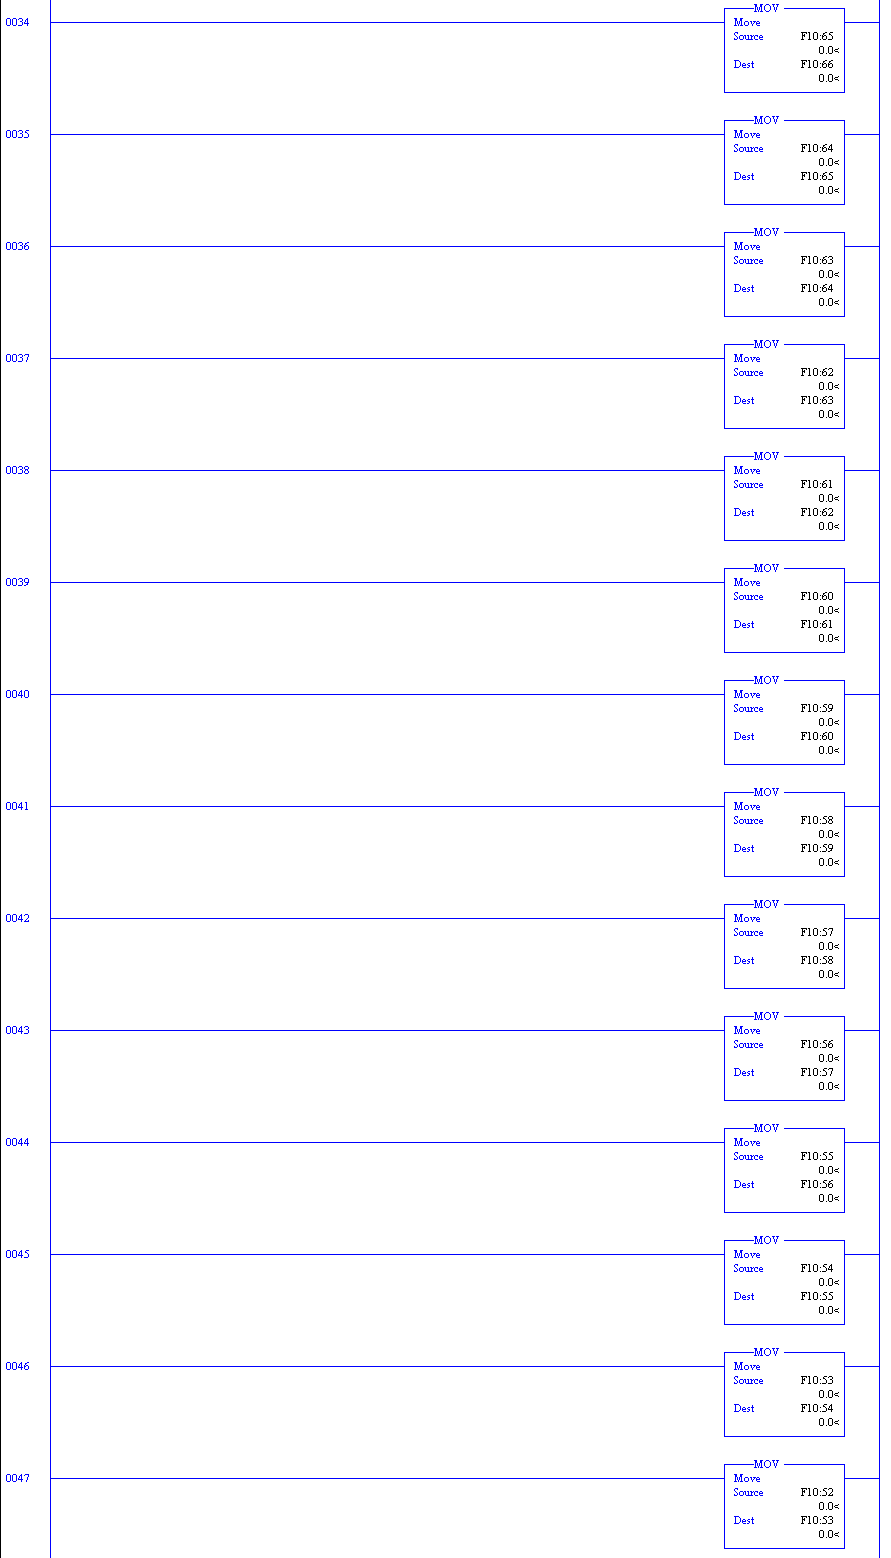 0034
MOV
Move
Source F10:65
0.0<
Dest F10:66
0.0<
0035
MOV
Move
Source F10:64
0.0<
Dest F10:65
0.0<
0036
MOV
Move
Source F10:63
0.0<
Dest F10:64
0.0<
0037
MOV
Move
Source F10:62
0.0<
Dest F10:63
0.0<
0038
MOV
Move
Source F10:61
0.0<
Dest F10:62
0.0<
0039
MOV
Move
Source F10:60
0.0<
Dest F10:61
0.0<
0040
MOV
Move
Source F10:59
0.0<
Dest F10:60
0.0<
0041
MOV
Move
Source F10:58
0.0<
Dest F10:59
0.0<
0042
MOV
Move
Source F10:57
0.0<
Dest F10:58
0.0<
0043
MOV
Move
Source F10:56
0.0<
Dest F10:57
0.0<
0044
MOV
Move
Source F10:55
0.0<
Dest F10:56
0.0<
0045
MOV
Move
Source F10:54
0.0<
Dest F10:55
0.0<
0046
MOV
Move
Source F10:53
0.0<
Dest F10:54
0.0<
0047
MOV
Move
Source F10:52
0.0<
Dest F10:53
0.0<